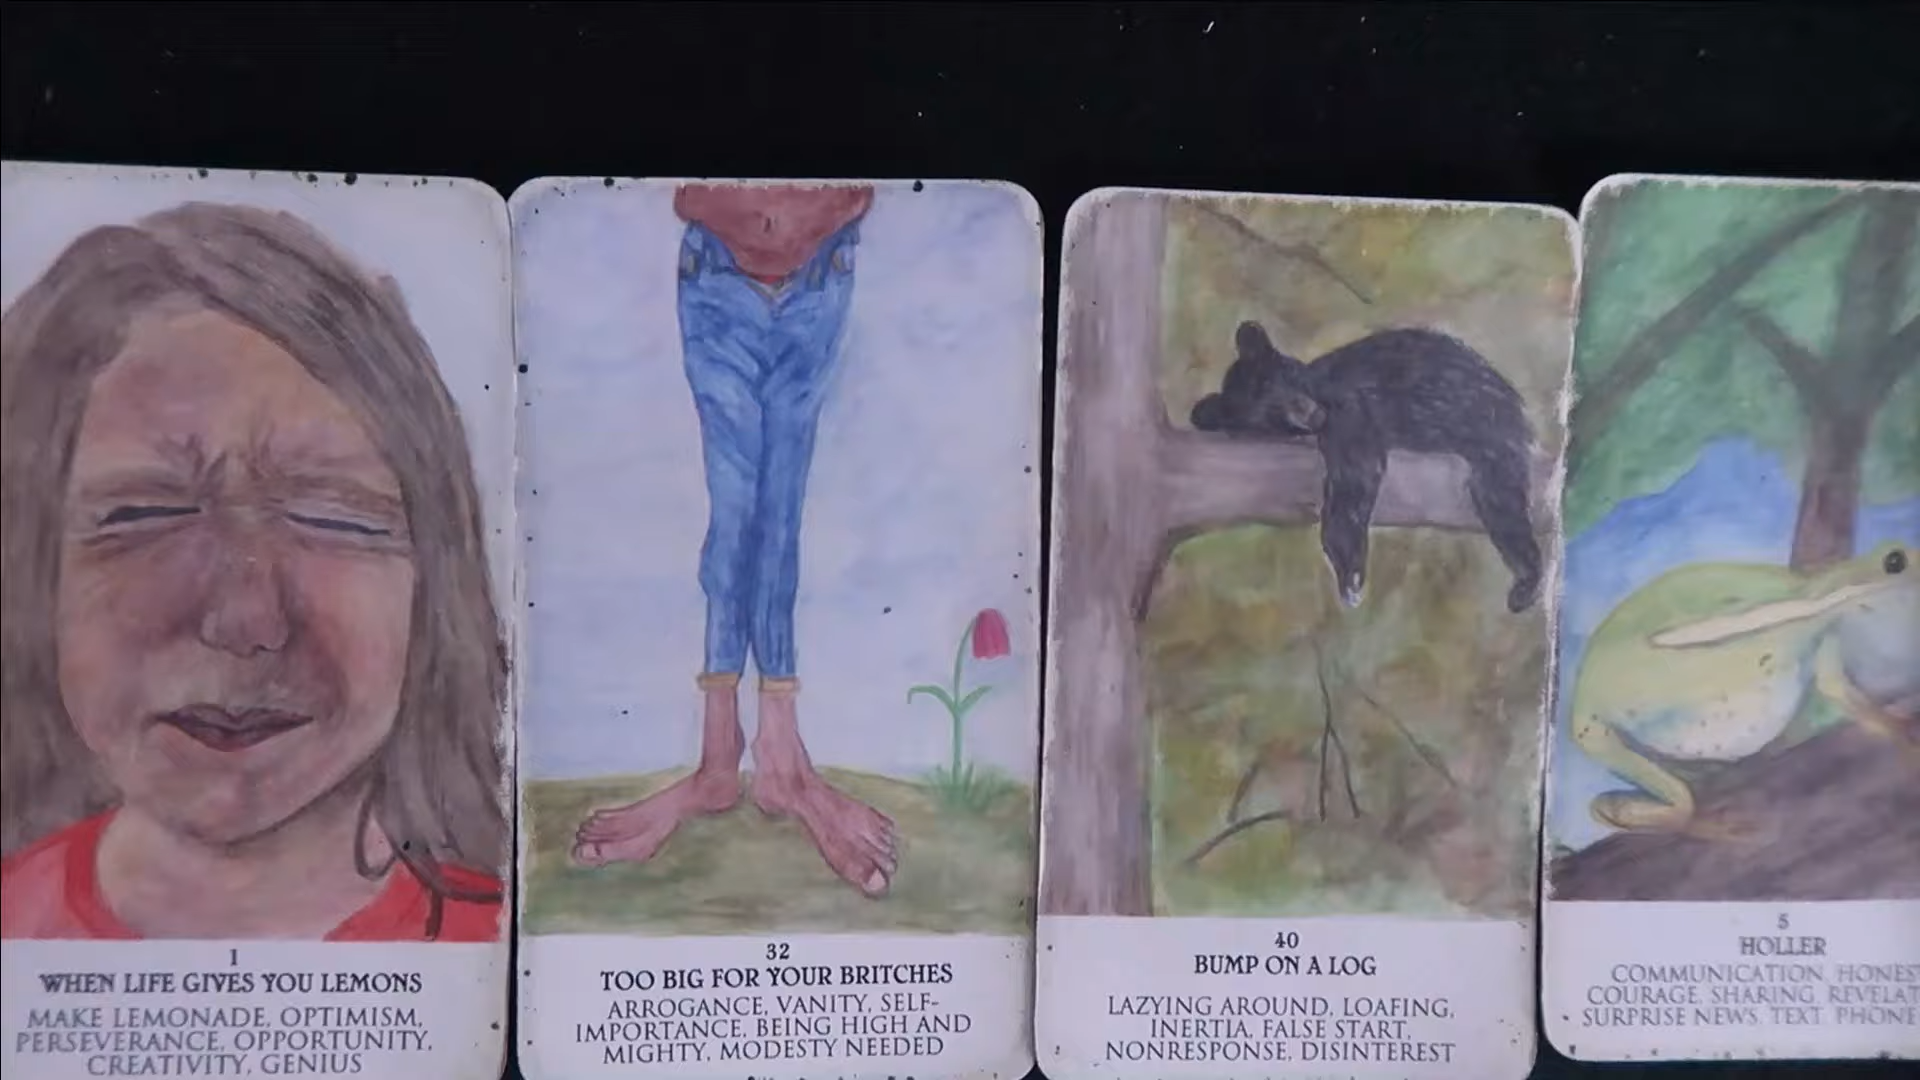 1
WHEN LIFE GIVES YOU LEMONS
MAKE LEMONADE, OPTIMISM,
PERSEVERANCE, OPPORTUNITY,
CREATIVITY, GENIUS
32
TOO BIG FOR YOUR BRITCHES
ARROGANCE, VANITY, SELF-
IMPORTANCE, BEING HIGH AND
MIGHTY, MODESTY NEEDED
40
BUMP ON A LOG
LAZYING AROUND, LOAFING,
INERTIA, FALSE START,
NONRESPONSE, DISINTEREST
5
HOLLER
COMMUNICATION, HONEST
COURAGE, SHARING, REVELAT
SURPRISE NEWS, TEXT, PHONE